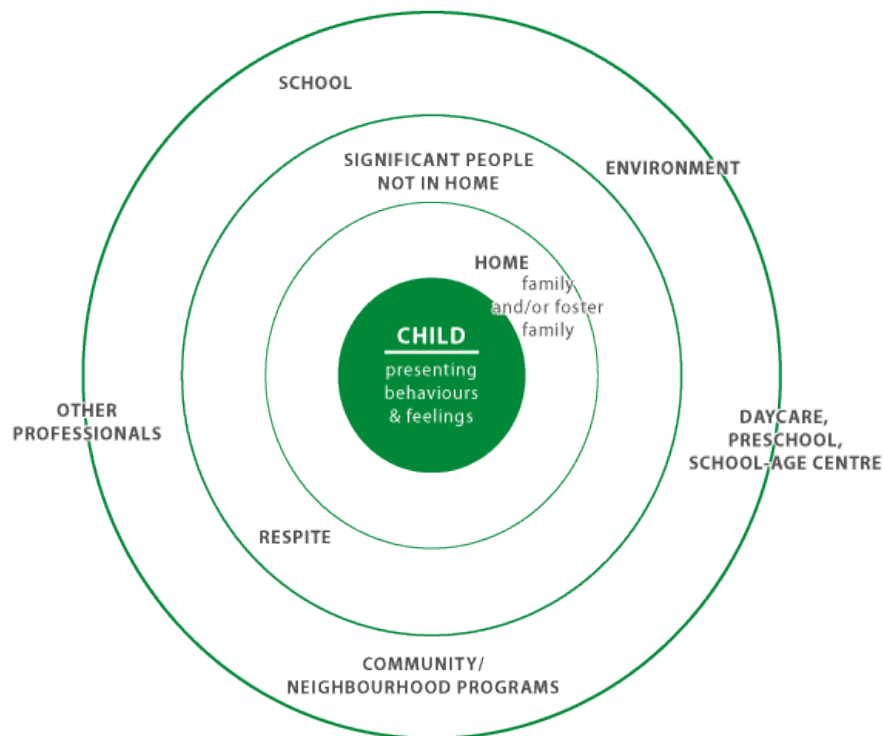 SCHOOL
SIGNIFICANT PEOPLE
NOT IN HOME
ENVIRONMENT
HOME
family
and/or foster
family
CHILD
presenting
behaviours
& feelings
OTHER
PROFESSIONALS
DAYCARE,
PRESCHOOL,
SCHOOL-AGE CENTRE
RESPITE
COMMUNITY/
NEIGHBOURHOOD PROGRAMS